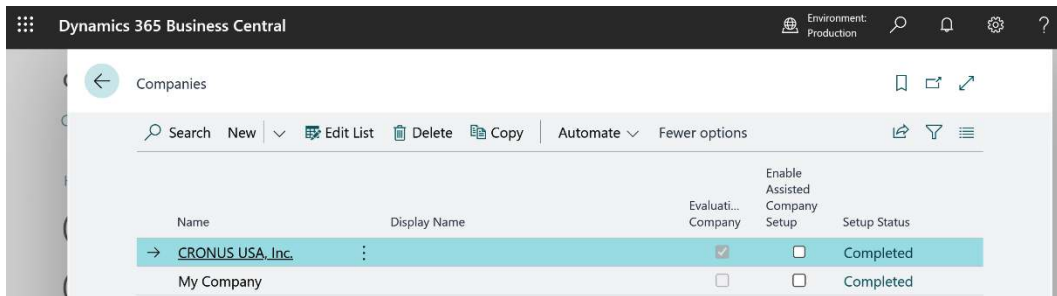 Dynamics 365 Business Central
Environment:
Production
?
Companies
Search New Edit List Delete Copy Automate Fewer options
Name
Display Name
Evaluati...
Company
Enable
Assisted
Company
Setup
Setup Status
CRONUS USA, Inc. Completed
My Company Completed